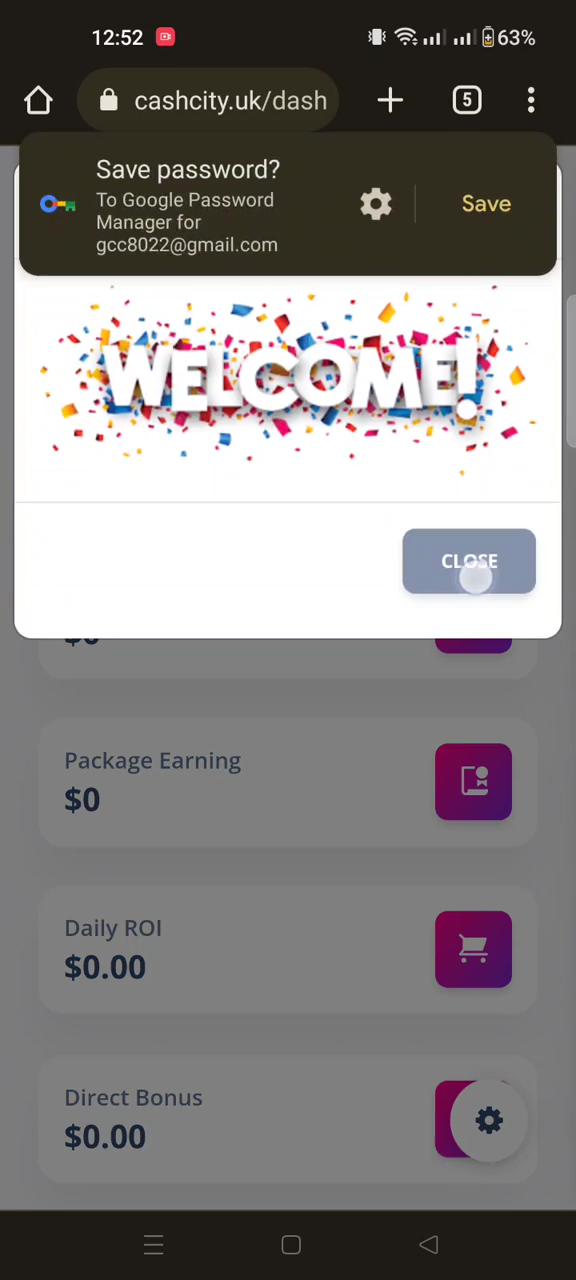 12:52
63%
cashcity.uk/dash
5
Save password?
To Google Password
Manager for
gcc8022@gmail.com
Save
WELCOME!
CLOSE
$0
Package Earning
$0
Daily ROI
$0.00
Direct Bonus
$0.00